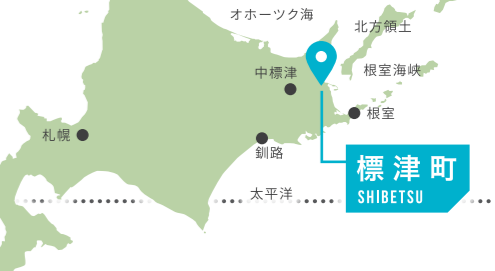 オホーツク海
北方領土
中標津
根室海峡
根室
札幌
釧路
標津町
SHIBETSU
太平洋